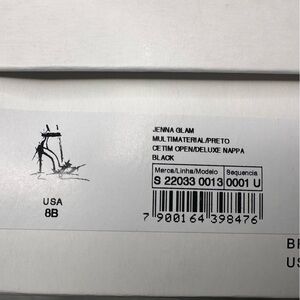 JENNA GLAM
MULTIMATERIAL/PRETO
CETIM OPEN/DELUXE NAPPA
BLACK
Marca/Linha/Modelo Sequencia
S 22033 0013 0001 U
USA
8B
7 900164 398476